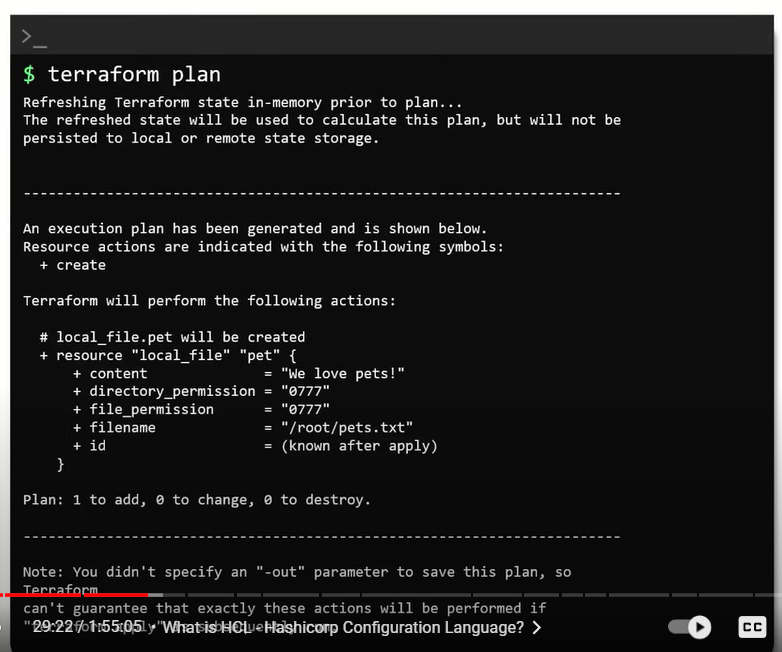 >_
$ terraform plan
Refreshing Terraform state in-memory prior to plan...
The refreshed state will be used to calculate this plan, but will not be
persisted to local or remote state storage.
------------------------------------------------------------------------
An execution plan has been generated and is shown below.
Resource actions are indicated with the following symbols:
+ create
Terraform will perform the following actions:
# local_file.pet will be created
+ resource "local_file" "pet" {
+ content = "We love pets!"
+ directory_permission = "0777"
+ file_permission = "0777"
+ filename = "/root/pets.txt"
+ id = (known after apply)
}
Plan: 1 to add, 0 to change, 0 to destroy.
------------------------------------------------------------------------
Note: You didn't specify an "-out" parameter to save this plan, so
Terraform
can't guarantee that exactly these actions will be performed if
29:22 / 1:55:05 • What is HCL - Hashicorp Configuration Language? >
CC